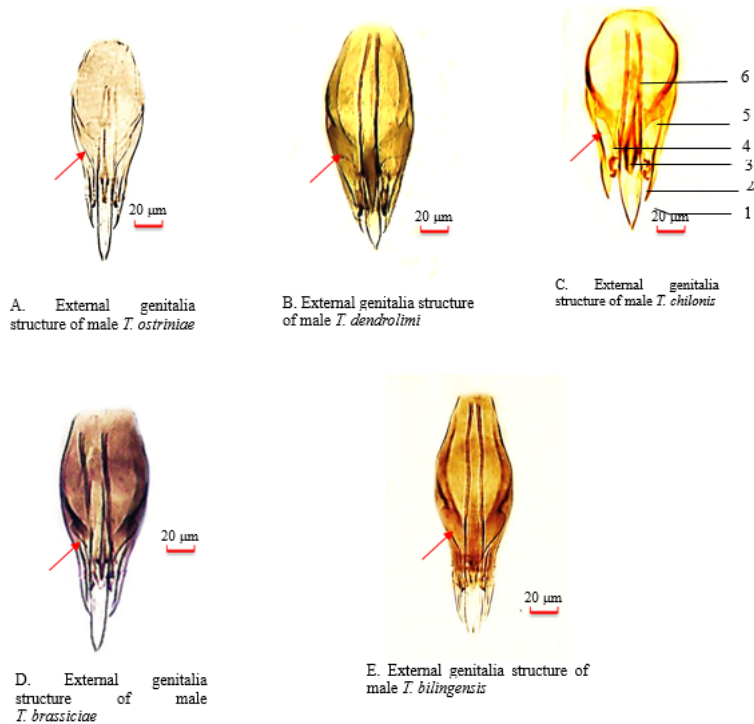 6
5
4
3
2
1
20 μm
20 μm
20 μm
A. External genitalia
structure of male T. ostriniae
B. External genitalia structure
of male T. dendrolimi
C. External genitalia
structure of male T. chilonis
20 μm
20 μm
D. External genitalia
structure of male
T. brassiciae
E. External genitalia structure of
male T. bilingensis